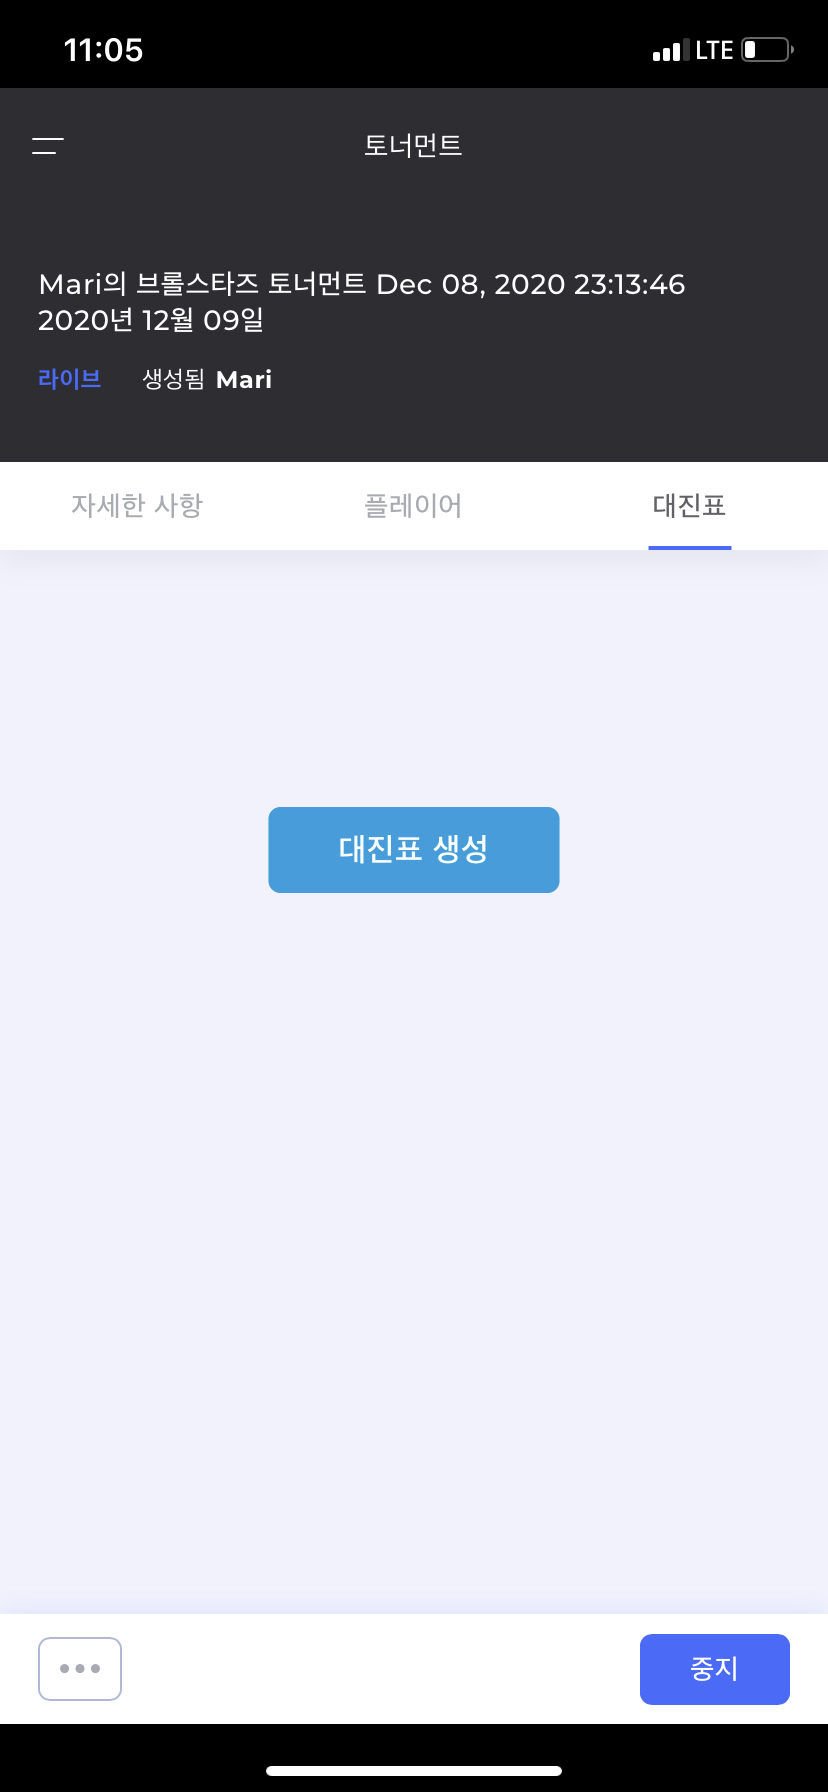 11:05
LTE
토너먼트
Mari의 브롤스타즈 토너먼트 Dec 08, 2020 23:13:46
2020년 12월 09일
라이브 생성됨 Mari
자세한 사항 플레이어 대진표
대진표 생성
중지